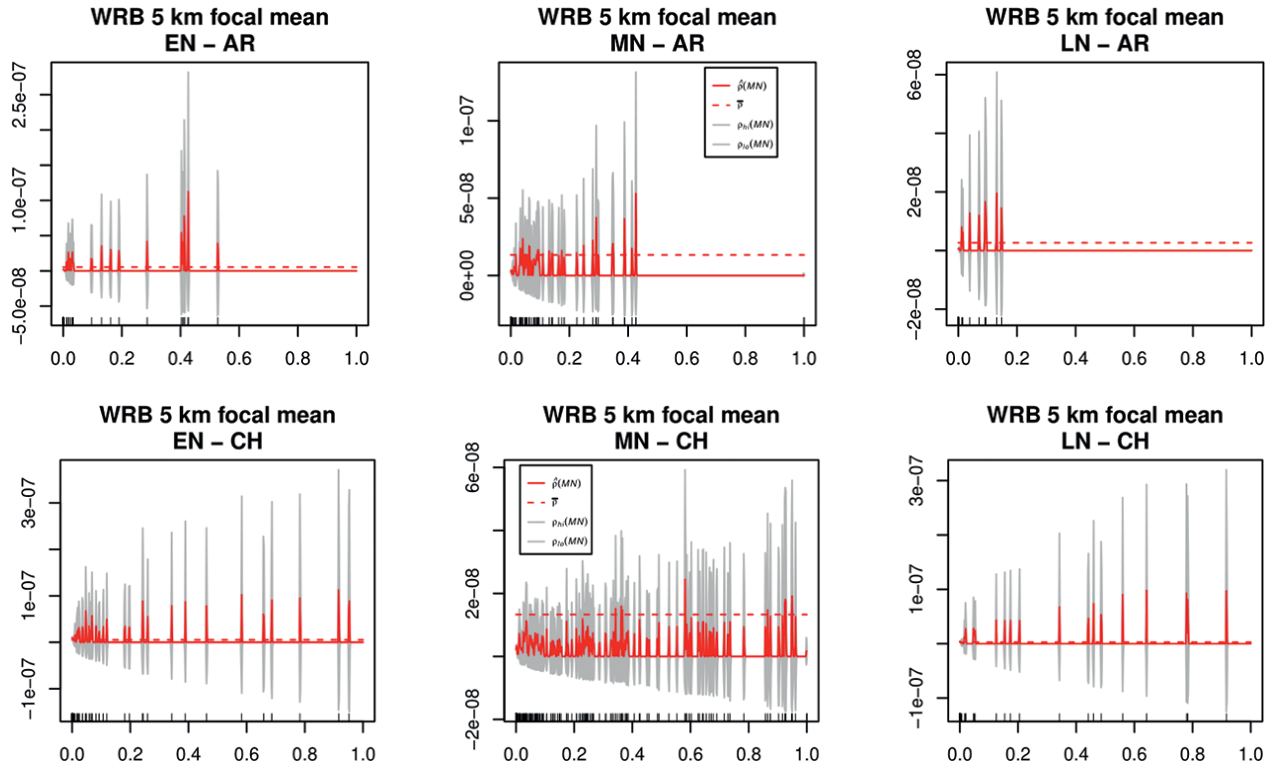 WRB 5 km focal mean
EN – AR
2.5e−07
1.0e−07
−5.0e−08
0.0 0.2 0.4 0.6 0.8 1.0
WRB 5 km focal mean
MN – AR
1e−07
5e−08
0e+00
ρ̂(MN)
ρ̄
ρhi(MN)
ρlo(MN)
0.0 0.2 0.4 0.6 0.8 1.0
WRB 5 km focal mean
LN – AR
6e−08
2e−08
−2e−08
0.0 0.2 0.4 0.6 0.8 1.0
WRB 5 km focal mean
EN – CH
3e−07
1e−07
−1e−07
0.0 0.2 0.4 0.6 0.8 1.0
WRB 5 km focal mean
MN – CH
6e−08
2e−08
−2e−08
ρ̂(MN)
ρ̄
ρhi(MN)
ρlo(MN)
0.0 0.2 0.4 0.6 0.8 1.0
WRB 5 km focal mean
LN – CH
3e−07
1e−07
−1e−07
0.0 0.2 0.4 0.6 0.8 1.0